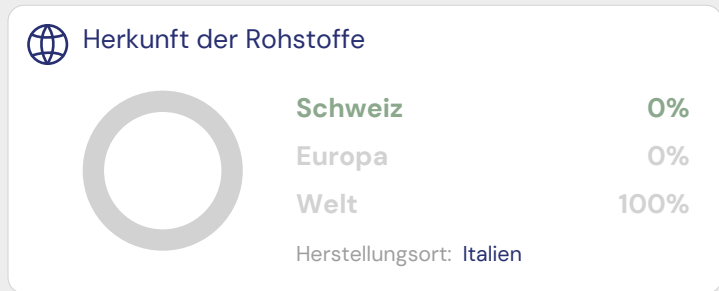 Herkunft der Rohstoffe
Schweiz 0%
Europa 0%
Welt 100%
Herstellungsort: Italien